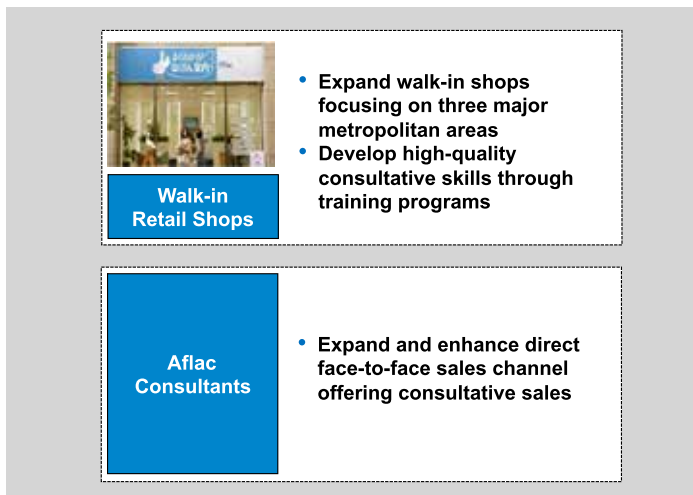 Walk-in
Retail Shops
• Expand walk-in shops
focusing on three major
metropolitan areas
• Develop high-quality
consultative skills through
training programs
Aflac
Consultants
• Expand and enhance direct
face-to-face sales channel
offering consultative sales